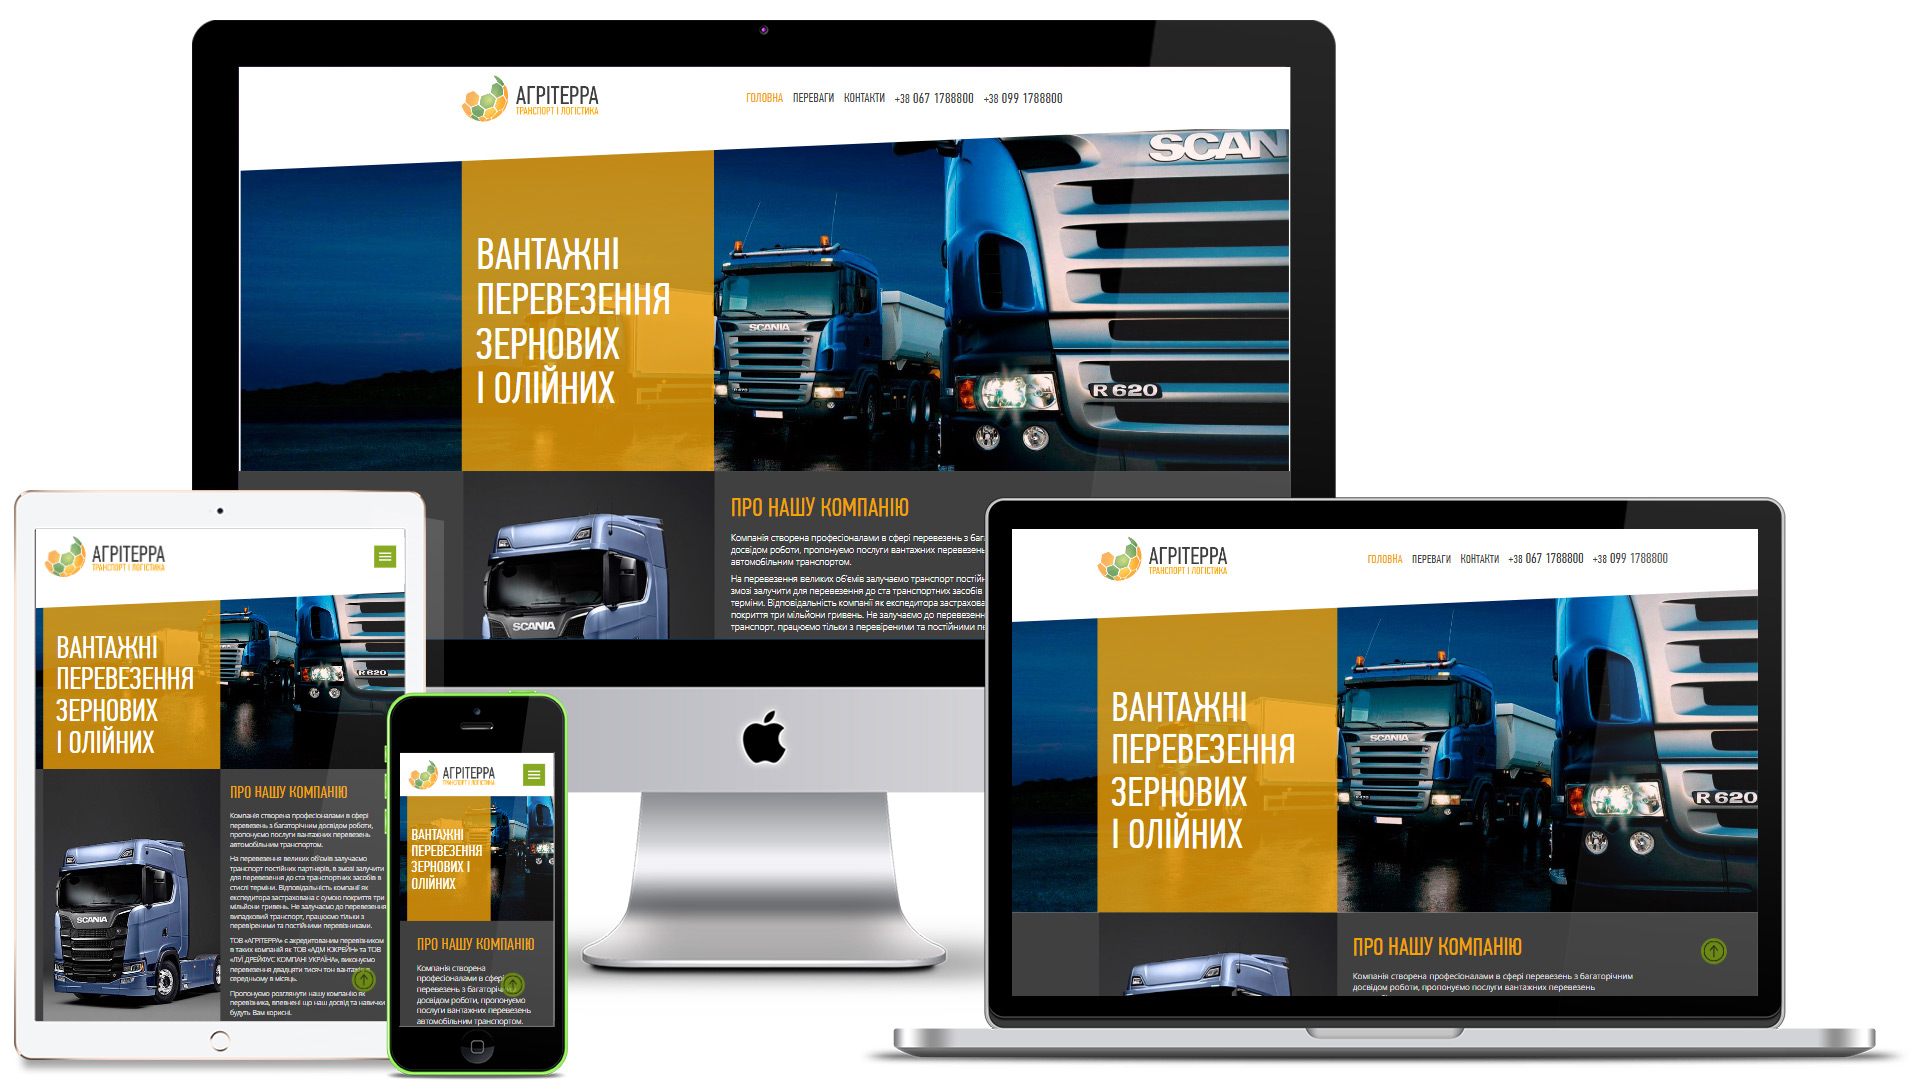 АГРІТЕРРА
ТРАНСПОРТ І ЛОГІСТИКА
ГОЛОВНА ПЕРЕВАГИ КОНТАКТИ +38 067 1788800 +38 099 1788800
SCAN
ВАНТАЖНІ
ПЕРЕВЕЗЕННЯ
ЗЕРНОВИХ
І ОЛІЙНИХ
SCANIA
R 620
ПРО НАШУ КОМПАНІЮ
Компанія створена професіоналами в сфері перевезень з бага
досвідом роботи, пропонуємо послуги вантажних перевезень
автомобільним транспортом.
На перевезення великих об'ємів залучаємо транспорт постійн
змозі залучити для перевезення до ста транспортних засобів
терміни. Відповідальність компанії як експедитора застрахова
покриття три мільйони гривень. Не залучаємо до перевезенн
транспорт, працюємо тільки з перевіреними та постійними пе
SCANIA
АГРІТЕРРА
ТРАНСПОРТ І ЛОГІСТИКА
ВАНТАЖНІ
ПЕРЕВЕЗЕННЯ
ЗЕРНОВИХ
І ОЛІЙНИХ
R 620
ПРО НАШУ КОМПАНІЮ
Компанія створена професіоналами в сфері
перевезень з багаторічним досвідом роботи,
пропонуємо послуги вантажних перевезень
автомобільним транспортом.
На перевезення великих об'ємів залучаємо
транспорт постійних партнерів, в змозі залучити
для перевезення до ста транспортних засобів в
стислі терміни. Відповідальність компанії як
експедитора застрахована є сумою покриття три
мільйони гривень. Не залучаємо до перевезення
випадковий транспорт, працюємо тільки з
перевіреними та постійними перевізниками.
ТОВ «АГРІТЕРРА» є акредитованим перевізником
в таких компаній як ТОВ «АДМ ЮКРЕЙН» та ТОВ
«ЛУЇ ДРЕЙФУС КОМПАНІ УКРАЇНА», виконуємо
перевезення двадцяти тисяч тон вантажів в
середньому в місяць.
Пропонуємо розглянути нашу компанію як
перевізника, впевнені що наш досвід та навички
будуть Вам корисні.
SCANIA
АГРІТЕРРА
ТРАНСПОРТ І ЛОГІСТИКА
ВАНТАЖНІ
ПЕРЕВЕЗЕННЯ
ЗЕРНОВИХ І
ОЛІЙНИХ
ПРО НАШУ КОМПАНІЮ
Компанія створена
професіоналами в сфері
перевезень з багаторічним
досвідом роботи, пропонуємо
послуги вантажних перевезень
автомобільним транспортом.
АГРІТЕРРА
ТРАНСПОРТ І ЛОГІСТИКА
ГОЛОВНА ПЕРЕВАГИ КОНТАКТИ +38 067 1788800 +38 099 1788800
ВАНТАЖНІ
ПЕРЕВЕЗЕННЯ
ЗЕРНОВИХ
І ОЛІЙНИХ
SCANIA
R 620
ПРО НАШУ КОМПАНІЮ
Компанія створена професіоналами в сфері перевезень з багаторічним
досвідом роботи, пропонуємо послуги вантажних перевезень